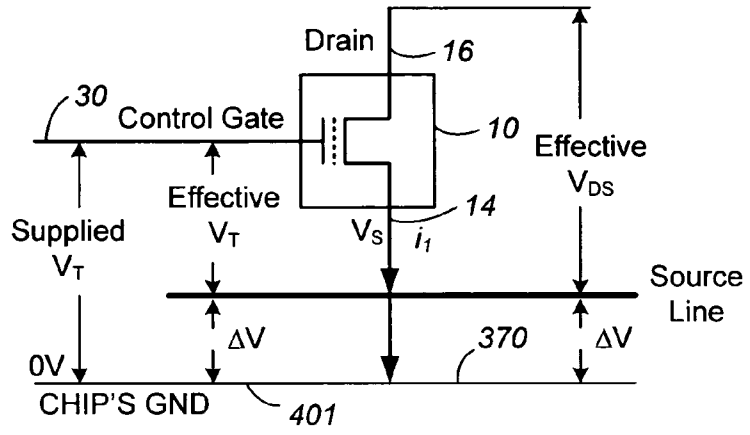 Drain
16
30
Control Gate
10
Effective
VDS
Effective
VT
Supplied
VT
14
VS
i1
Source
Line
ΔV
ΔV
370
0V
CHIP'S GND
401